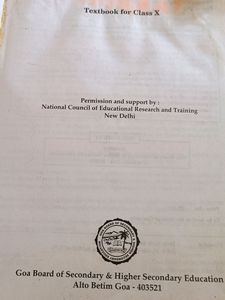 Textbook for Class X
Permission and support by :
National Council of Educational Research and Training
New Delhi
Goa Board of Secondary & Higher Secondary Education
Alto Betim Goa - 403521